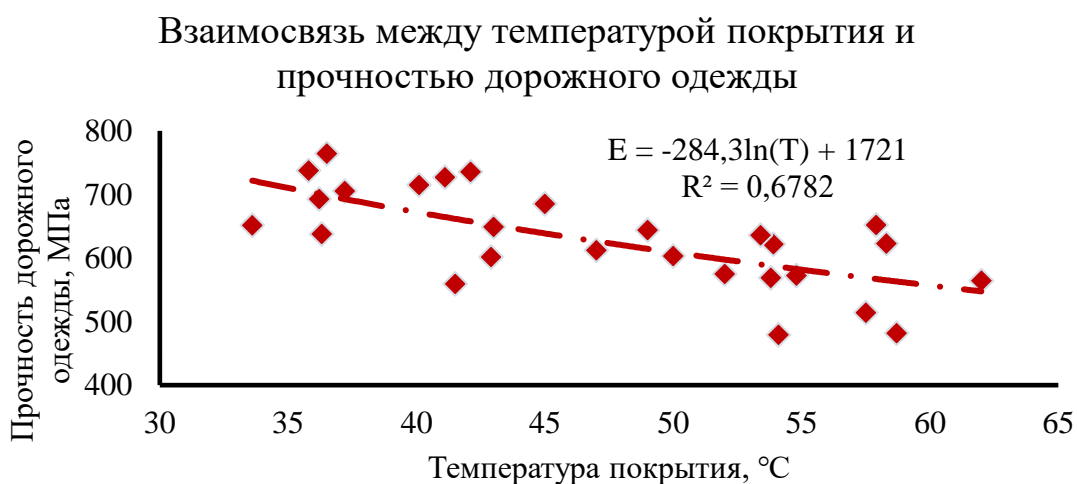 Взаимосвязь между температурой покрытия и
прочностью дорожного одежды
E = -284,3ln(T) + 1721
R² = 0,6782
Прочность дорожного
одежды, МПа
800
700
600
500
400
30 35 40 45 50 55 60 65
Температура покрытия, °C